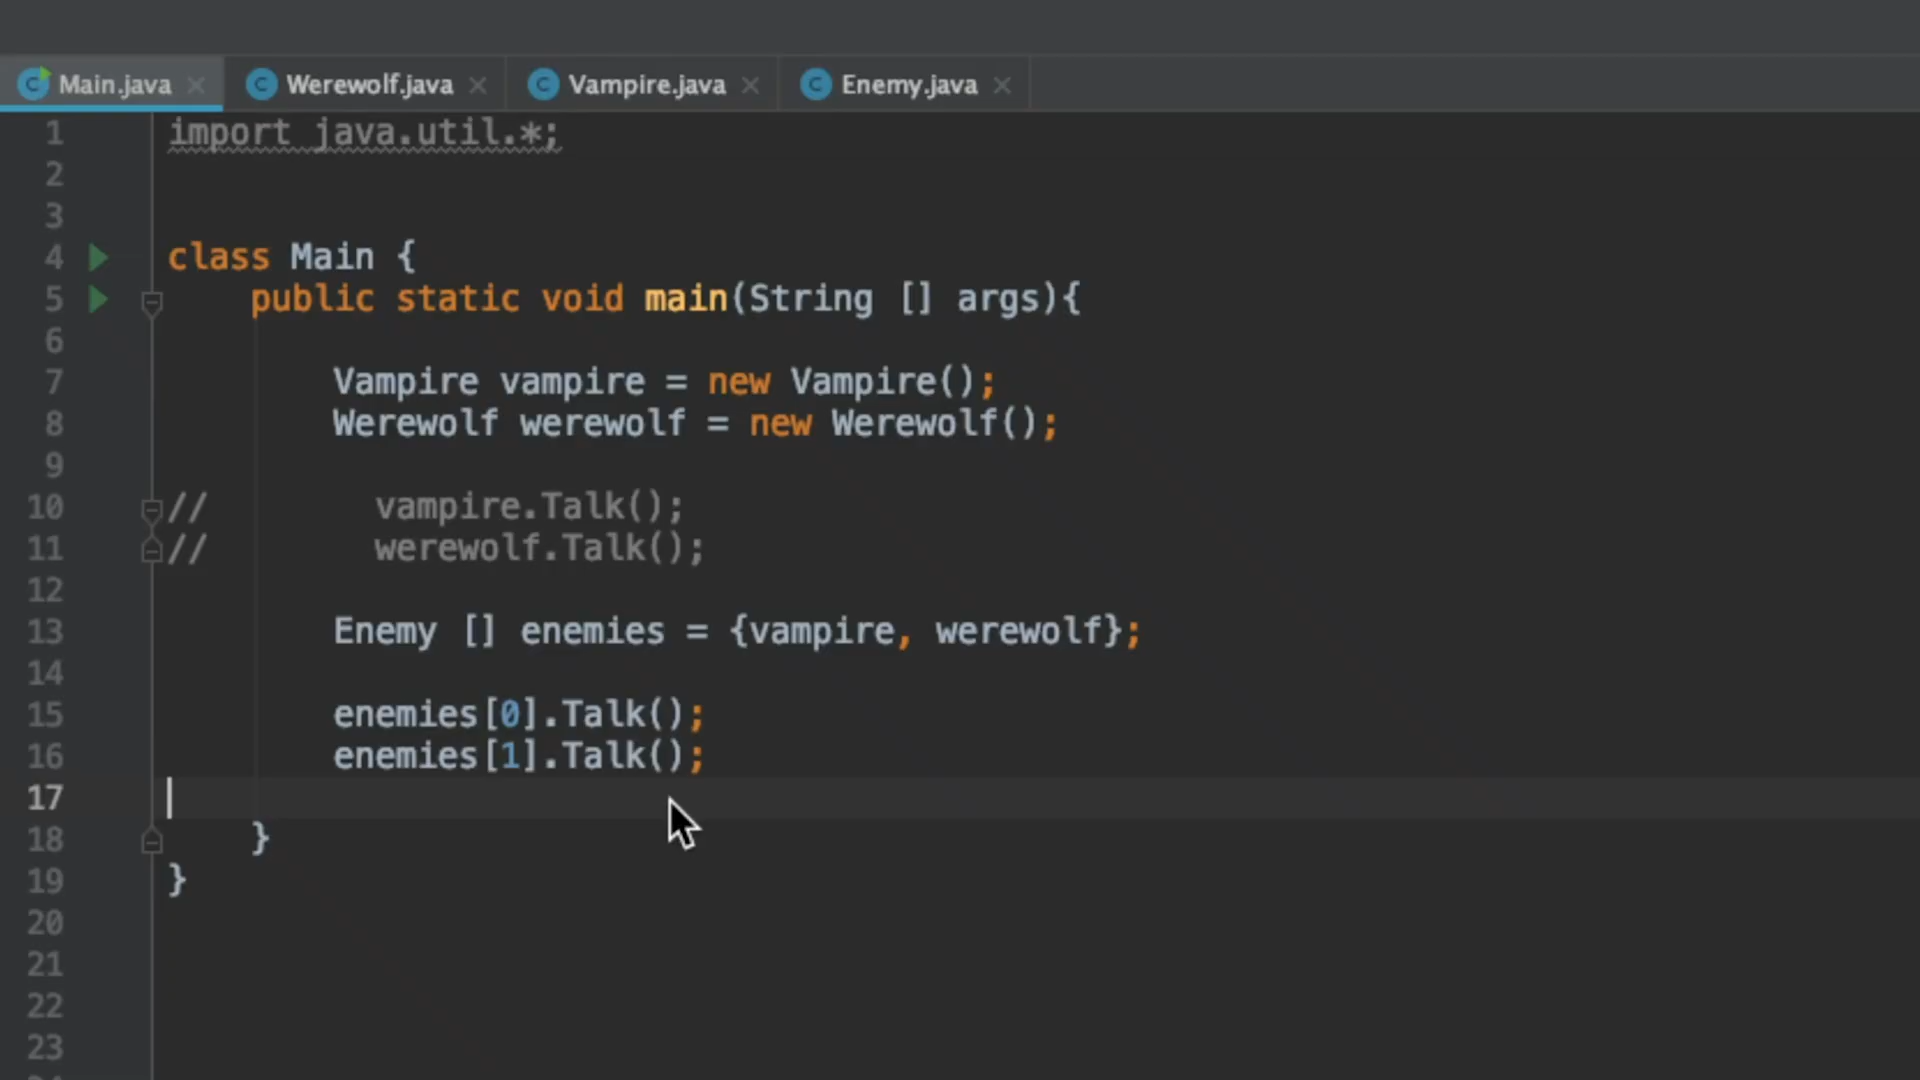 Main.java Werewolf.java Vampire.java Enemy.java
1 import java.util.*;
2
3
4 class Main {
5 public static void main(String [] args){
6
7 Vampire vampire = new Vampire();
8 Werewolf werewolf = new Werewolf();
9
10 // vampire.Talk();
11 // werewolf.Talk();
12
13 Enemy [] enemies = {vampire, werewolf};
14
15 enemies[0].Talk();
16 enemies[1].Talk();
17
18 }
19 }
20
21
22
23